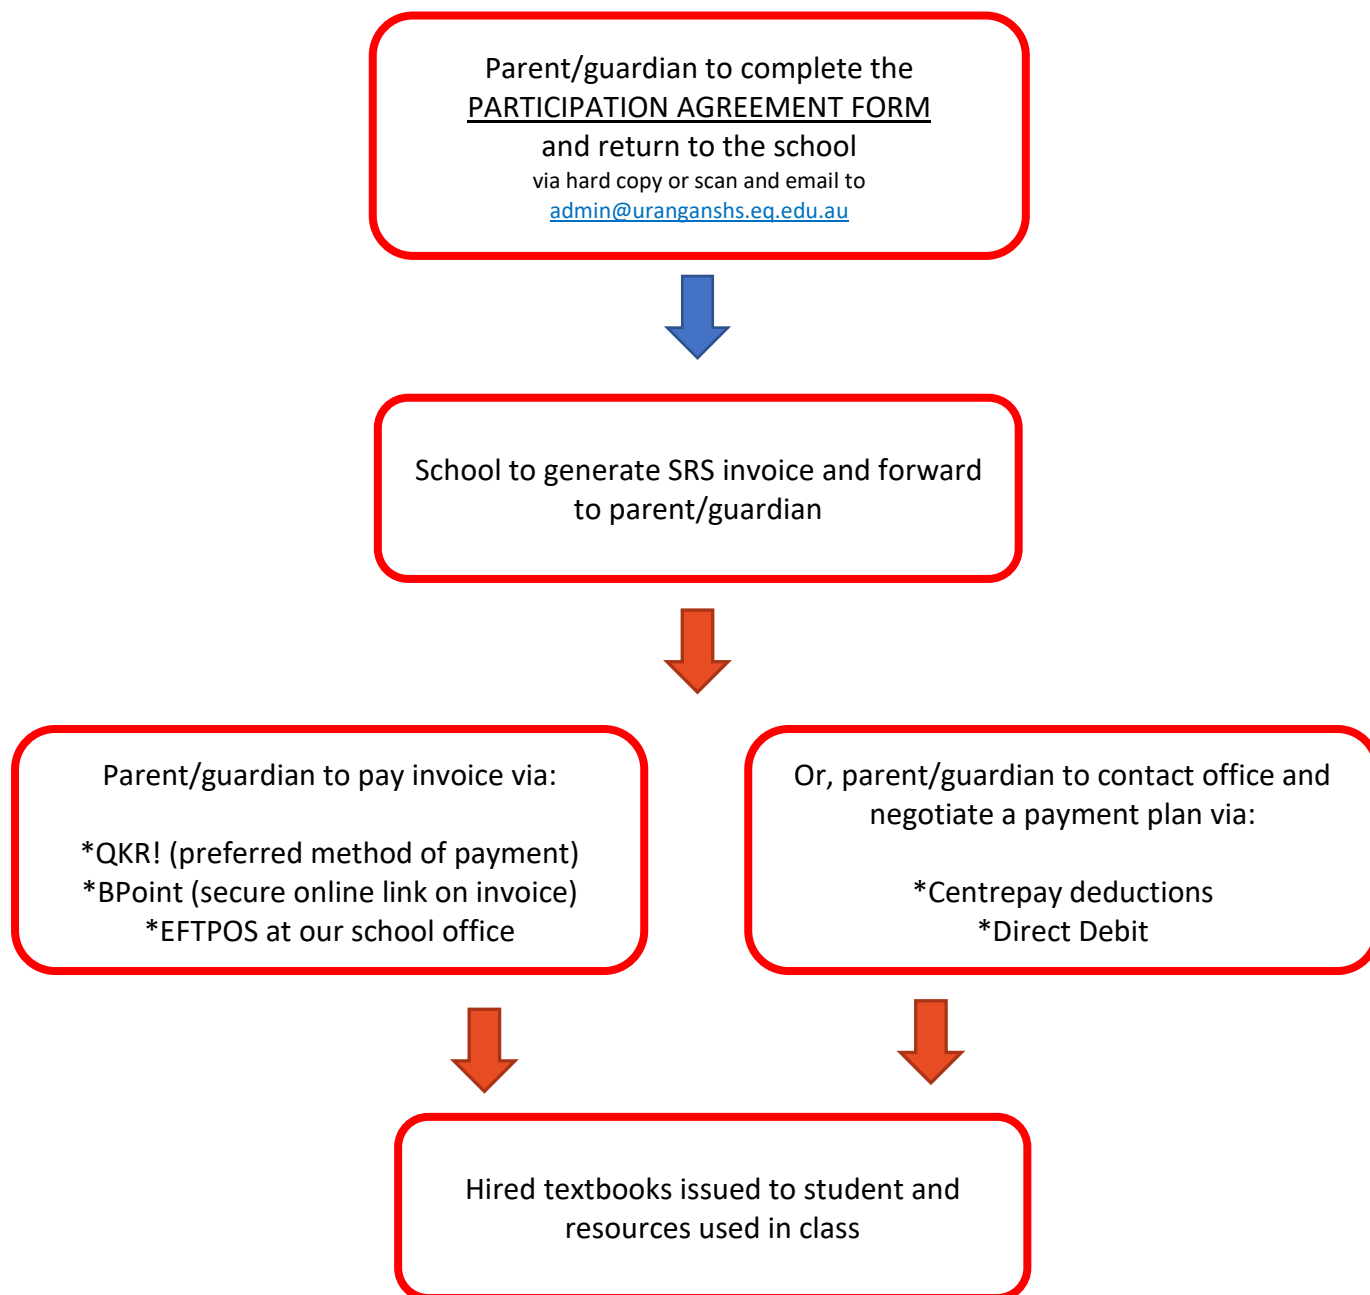 Parent/guardian to complete the
PARTICIPATION AGREEMENT FORM
and return to the school
via hard copy or scan and email to
admin@uranganshs.eq.edu.au
School to generate SRS invoice and forward
to parent/guardian
Parent/guardian to pay invoice via:
*QKR! (preferred method of payment)
*BPoint (secure online link on invoice)
*EFTPOS at our school office
Or, parent/guardian to contact office and
negotiate a payment plan via:
*Centrepay deductions
*Direct Debit
Hired textbooks issued to student and
resources used in class